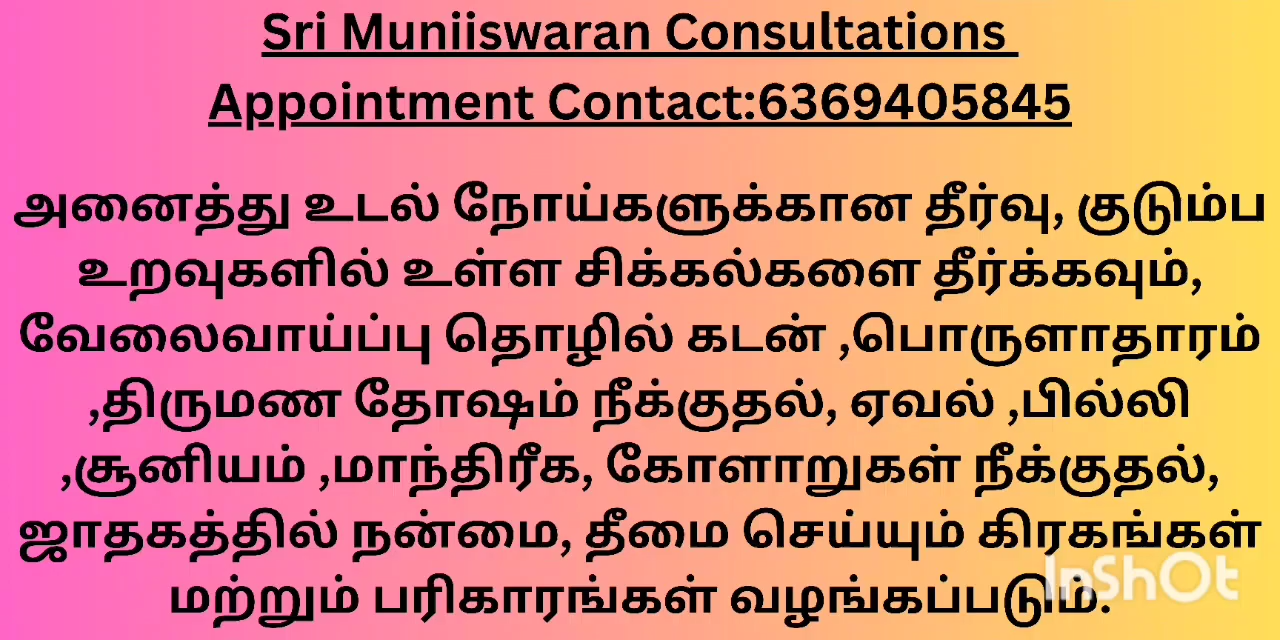 Sri Muniiswaran Consultations
Appointment Contact:6369405845
அனைத்து உடல் நோய்களுக்கான தீர்வு, குடும்ப
உறவுகளில் உள்ள சிக்கல்களை தீர்க்கவும்,
வேலைவாய்ப்பு தொழில் கடன் ,பொருளாதாரம்
,திருமண தோஷம் நீக்குதல், ஏவல் ,பில்லி
,சூனியம் ,மாந்திரீக, கோளாறுகள் நீக்குதல்,
ஜாதகத்தில் நன்மை, தீமை செய்யும் கிரகங்கள்
மற்றும் பரிகாரங்கள் வழங்கப்படும்.
InShOt